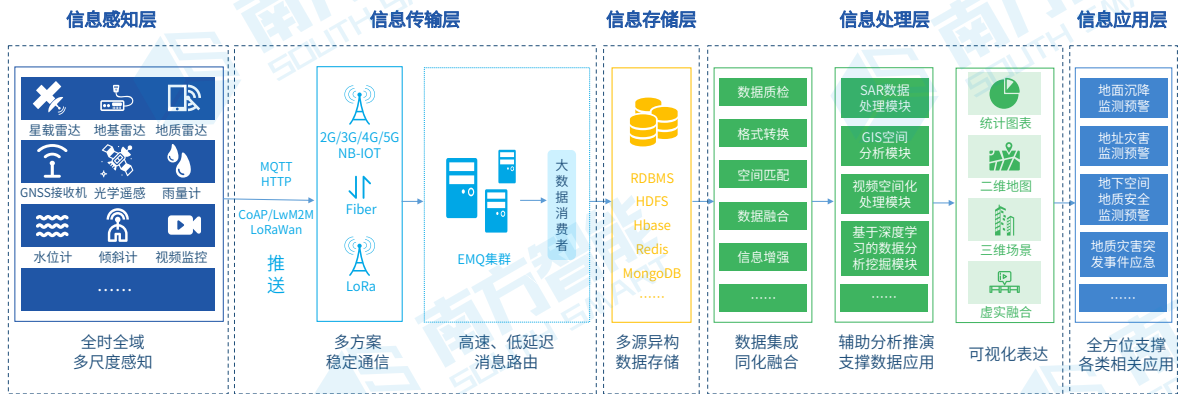 信息感知层
信息传输层
信息存储层
信息处理层
信息应用层
星载雷达
地基雷达
地质雷达
GNSS接收机
光学遥感
雨量计
水位计
倾斜计
视频监控
······
全时全域
多尺度感知
MQTT
HTTP
CoAP/LwM2M
LoRaWan
推
送
2G/3G/4G/5G
NB-IOT
Fiber
LoRa
多方案
稳定通信
EMQ集群
大
数
据
消
费
者
高速、低延迟
消息路由
RDBMS
HDFS
Hbase
Redis
MongoDB
······
多源异构
数据存储
数据质检
格式转换
空间匹配
数据融合
信息增强
······
数据集成
同化融合
SAR数据
处理模块
GIS空间
分析模块
视频空间化
处理模块
基于深度学
习的数据分
析挖掘模块
······
辅助分析推演
支撑数据应用
统计图表
二维地图
三维场景
虚实融合
可视化表达
地面沉降
监测预警
地址灾害
监测预警
地下空间
地质安全
监测预警
地质灾害突
发事件应急
······
全方位支撑
各类相关应用
南方智能
SOUTH SMART